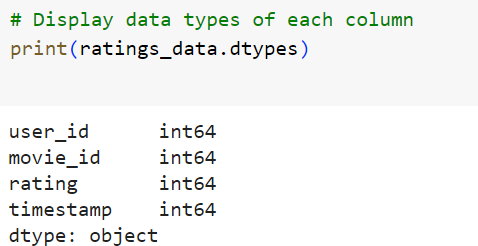 # Display data types of each column
print(ratings_data.dtypes)
user_id      int64
movie_id     int64
rating       int64
timestamp    int64
dtype: object